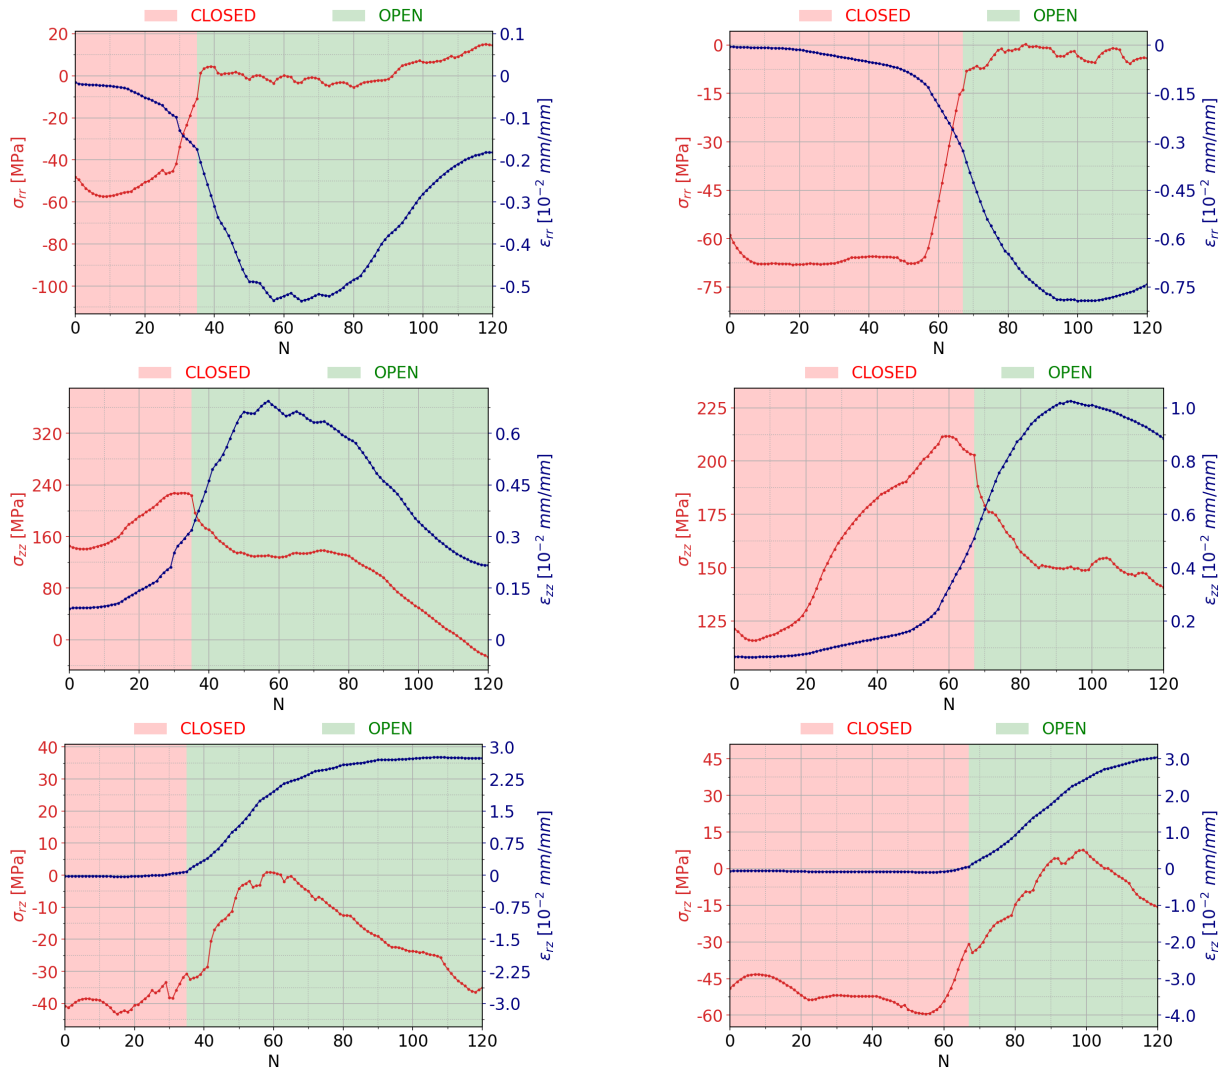 CLOSED OPEN
20
0
-20
-40
-60
-80
-100
σrr [MPa]
0.1
0
-0.1
-0.2
-0.3
-0.4
-0.5
εrr [10−2 mm/mm]
0 20 40 60 80 100 120
N
CLOSED OPEN
0
-15
-30
-45
-60
-75
σrr [MPa]
0
-0.15
-0.3
-0.45
-0.6
-0.75
εrr [10−2 mm/mm]
0 20 40 60 80 100 120
N
CLOSED OPEN
320
240
160
80
0
σzz [MPa]
0.6
0.45
0.3
0.15
0
εzz [10−2 mm/mm]
0 20 40 60 80 100 120
N
CLOSED OPEN
225
200
175
150
125
σzz [MPa]
1.0
0.8
0.6
0.4
0.2
εzz [10−2 mm/mm]
0 20 40 60 80 100 120
N
CLOSED OPEN
40
30
20
10
0
-10
-20
-30
-40
σrz [MPa]
3.0
2.25
1.5
0.75
0
-0.75
-1.5
-2.25
-3.0
εrz [10−2 mm/mm]
0 20 40 60 80 100 120
N
CLOSED OPEN
45
30
15
0
-15
-30
-45
-60
σrz [MPa]
3.0
2.0
1.0
0
-1.0
-2.0
-3.0
-4.0
εrz [10−2 mm/mm]
0 20 40 60 80 100 120
N